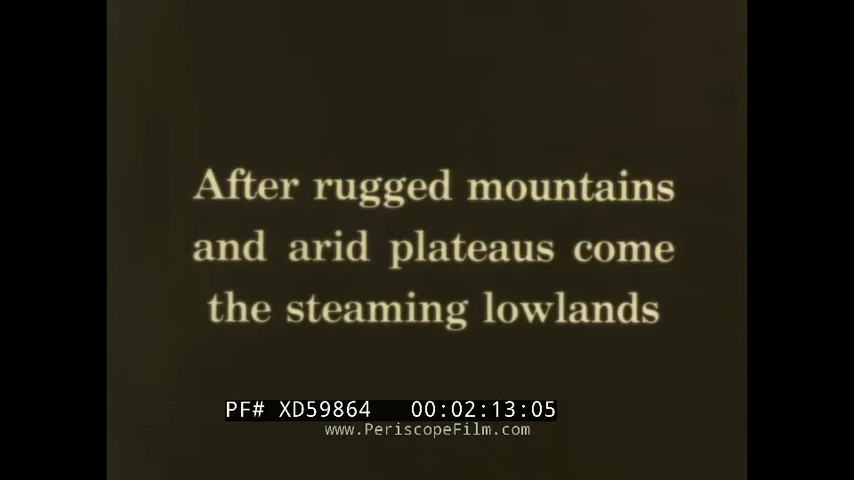 After rugged mountains
and arid plateaus come
the steaming lowlands
PF# XD59864 00:02:13:05
www.PeriscopeFilm.com